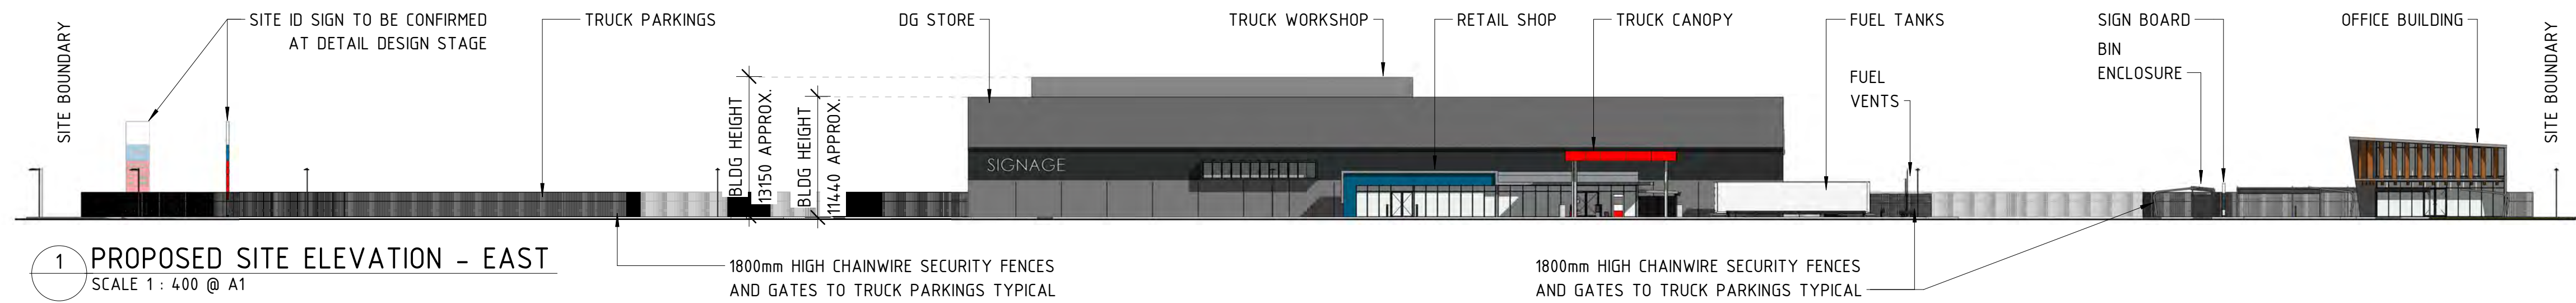 SITE BOUNDARY
SITE ID SIGN TO BE CONFIRMED
AT DETAIL DESIGN STAGE
TRUCK PARKINGS
DG STORE
TRUCK WORKSHOP
RETAIL SHOP
TRUCK CANOPY
FUEL TANKS
FUEL
VENTS
SIGN BOARD
BIN
ENCLOSURE
OFFICE BUILDING
SITE BOUNDARY
BLDG HEIGHT
13150 APPROX.
BLDG HEIGHT
11440 APPROX.
SIGNAGE
1 PROPOSED SITE ELEVATION - EAST
SCALE 1 : 400 @ A1
1800mm HIGH CHAINWIRE SECURITY FENCES
AND GATES TO TRUCK PARKINGS TYPICAL
1800mm HIGH CHAINWIRE SECURITY FENCES
AND GATES TO TRUCK PARKINGS TYPICAL